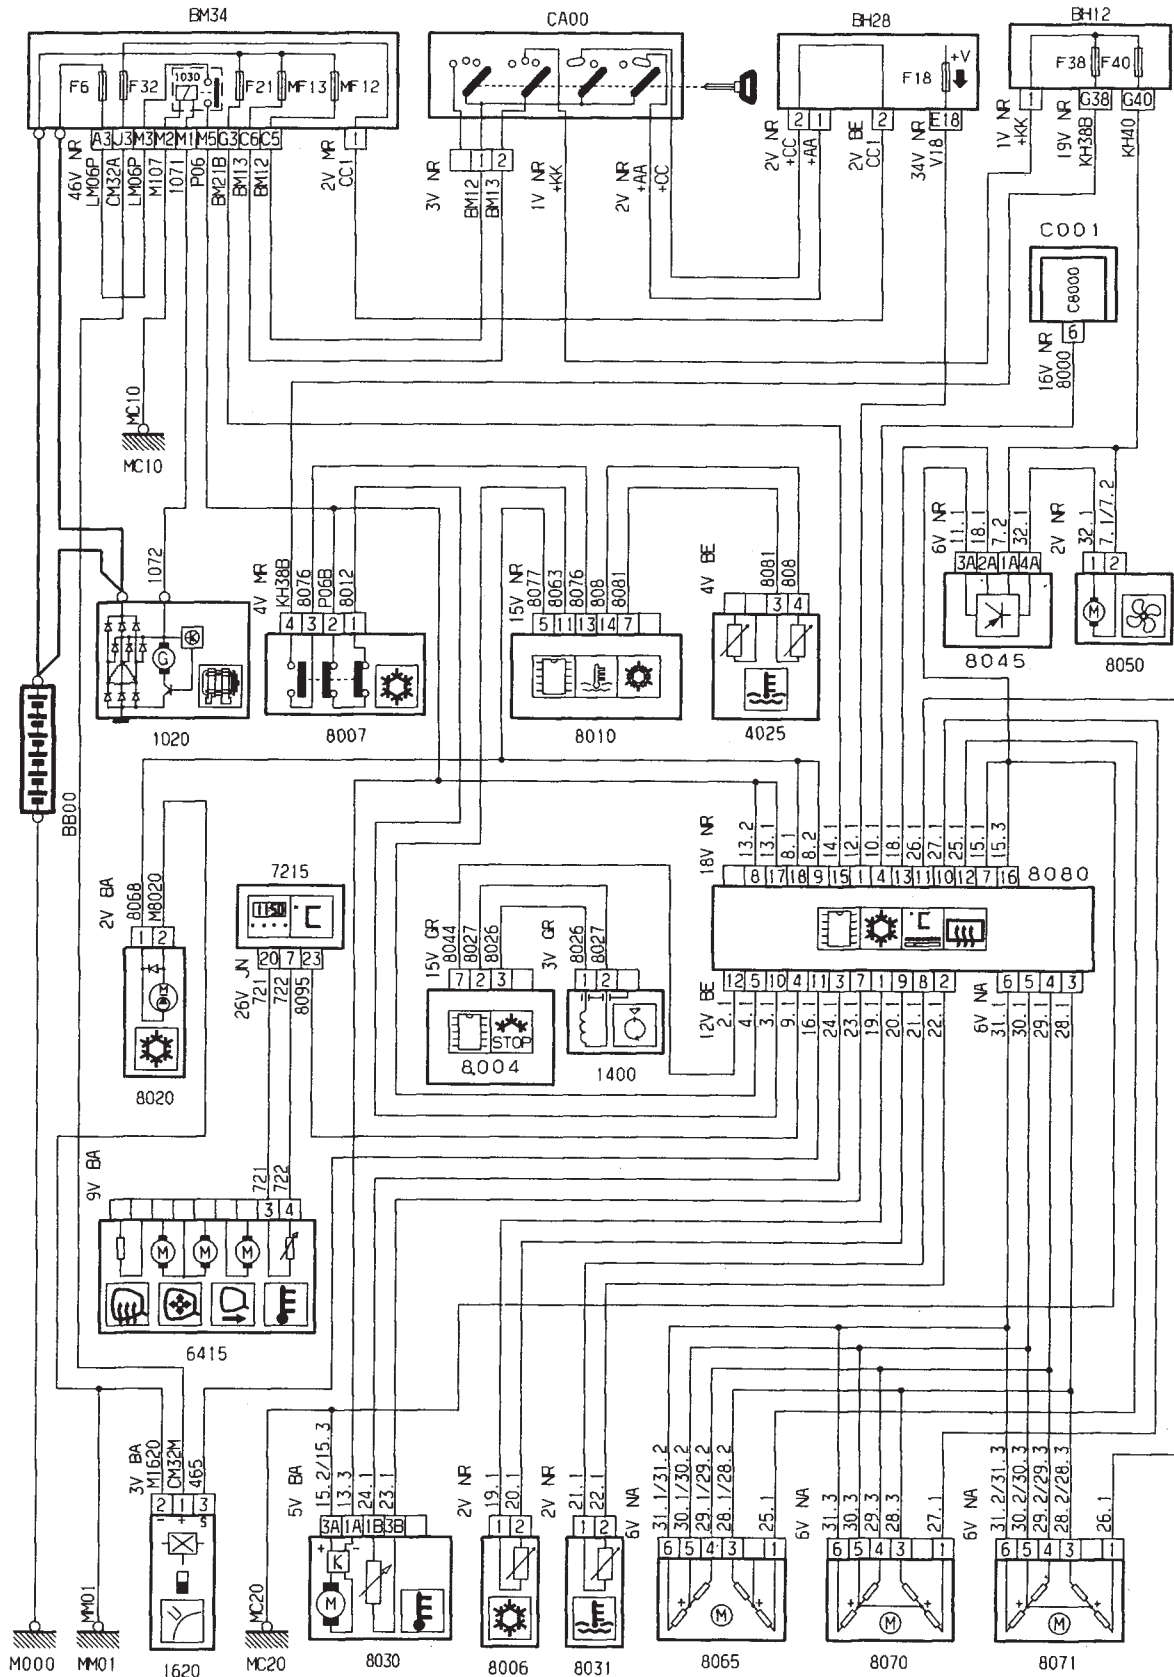 BM34
CA00
BH28
BH12
F6
F32
1030
F21
MF13
MF12
F18
+V
F38
F40
A3 J3 M3 M2 M1 M5 G3 C6 C5
1
1 2
2 1
2
E18
1
G38
G40
46V NR
LM06P
CM32A
LM06P
M107
1071
P06
BM21B
BM13
BM12
2V MR
CC1
3V NR
BM12
BM13
1V NR
+KK
2V NR
+AA
+CC
2V NR
+CC
+AA
2V BE
CC1
34V NR
V18
1V NR
+KK
19V NR
KH38B
KH40
C001
C8000
6
16V NR
8000
MC10
MC10
1072
4V MR
KH38B
8076
P06B
8012
4 3 2 1
15V NR
8077
8063
8076
808
8081
5 11 13 14 7
4V BE
8081
808
3 4
6V NR
11.1
18.1
7.2
32.1
3A 2A 1A 4A
2V NR
32.1
7.1/7.2
1 2
G
M
1020
8007
8010
4025
8045
8050
BB00
2V BA
8068
M8020
1 2
8020
7215
1150
°C
20 7 23
26V JN
721
722
8095
15V GR
8044
8027
8026
7 2 3
STOP
8004
3V GR
8026
8027
1 2
1400
18V NR
13.2
13.1
8.1
8.2
14.1
12.1
10.1
18.1
26.1
27.1
25.1
15.1
15.3
8 17 18 9 15 1 4 13 11 10 12 7 16
8080
°C
12 5 10 4 11 3 7 1 9 8 2
6 5 4 3
12V BE
2.1
4.1
3.1
9.1
16.1
24.1
23.1
19.1
20.1
21.1
22.1
6V NA
31.1
30.1
29.1
28.1
9V BA
721
722
3 4
M M M
6415
3V BA
M1620
CM32M
465
2 1 3
- + S
1620
M000
MM01
MM01
MC20
MC20
5V BA
15.2/15.3
13.3
24.1
23.1
3A 1A 1B 3B
+ -
K
M
8030
2V NR
19.1
20.1
1 2
8006
2V NR
21.1
22.1
1 2
8031
6V NA
31.1/31.2
30.1/30.2
29.1/29.2
28.1/28.2
25.1
6 5 4 3 1
+ +
M
8065
6V NA
31.3
30.3
29.3
28.3
27.1
6 5 4 3 1
+ +
M
8070
6V NA
31.2/31.3
30.2/30.3
29.2/29.3
28.2/28.3
26.1
6 5 4 3 1
+ +
M
8071